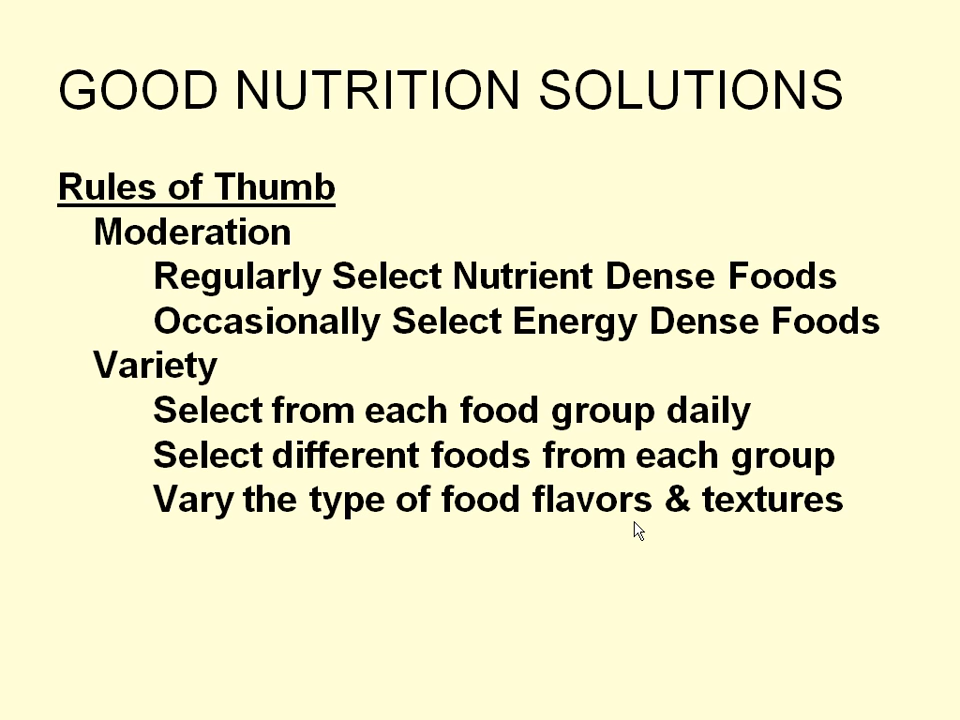 GOOD NUTRITION SOLUTIONS
Rules of Thumb
Moderation
Regularly Select Nutrient Dense Foods
Occasionally Select Energy Dense Foods
Variety
Select from each food group daily
Select different foods from each group
Vary the type of food flavors & textures